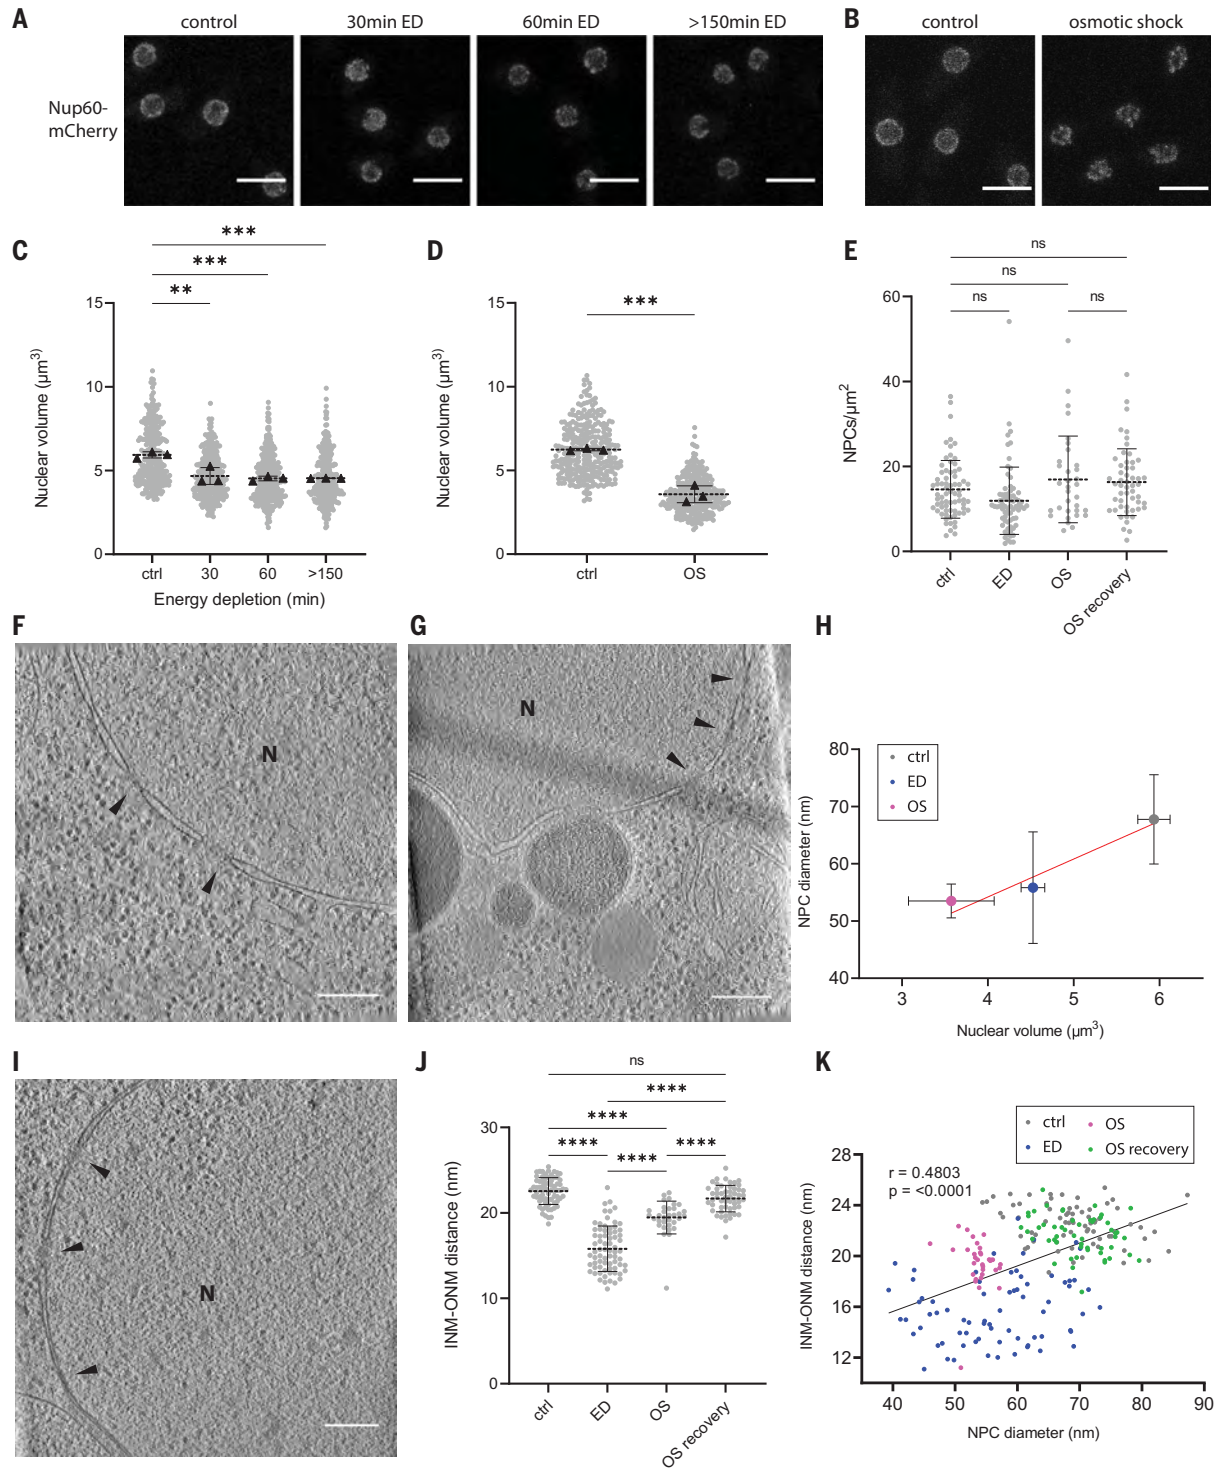 A
control
30min ED
60min ED
>150min ED
B
control
osmotic shock
Nup60-
mCherry
C
***
***
**
Nuclear volume (µm³)
15
10
5
0
ctrl
30
60
>150
Energy depletion (min)
D
***
Nuclear volume (µm³)
15
10
5
0
ctrl
OS
E
ns
ns
ns
ns
NPCs/µm²
60
40
20
0
ctrl
ED
OS
OS recovery
F
N
G
N
H
ctrl
ED
OS
NPC diameter (nm)
80
70
60
50
40
3
4
5
6
Nuclear volume (µm³)
I
N
J
ns
****
****
****
****
****
INM-ONM distance (nm)
30
20
10
0
ctrl
ED
OS
OS recovery
K
ctrl
OS
ED
OS recovery
r = 0.4803
p = <0.0001
INM-ONM distance (nm)
28
24
20
16
12
40
50
60
70
80
90
NPC diameter (nm)